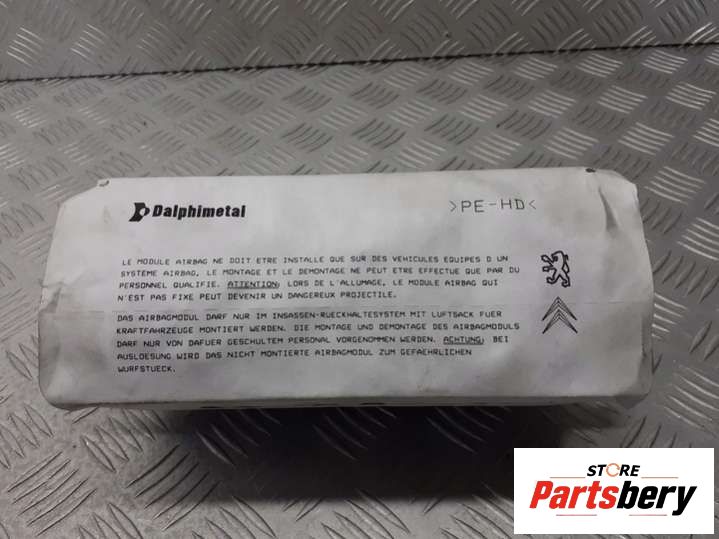 Dalphimetal
>PE-HD<
LE MODULE AIRBAG NE DOIT ETRE INSTALLE QUE SUR DES VEHICULES EQUIPES D UN
SYSTEME AIRBAG, LE MONTAGE ET LE DEMONTAGE NE PEUT ETRE EFFECTUE QUE PAR DU
PERSONNEL QUALIFIE. ATTENTION: LORS DE L'ALLUMAGE, LE MODULE AIRBAG QUI
N'EST PAS FIXE PEUT DEVENIR UN DANGEREUX PROJECTILE.
DAS AIRBAGMODUL DARF NUR IM INSASSEN-RUECKHALTESYSTEM MIT LUFTSACK FUER
KRAFTFAHRZEUGE MONTIERT WERDEN. DIE MONTAGE UND DEMONTAGE DES AIRBAGMODULS
DARF NUR VON DAFUER GESCHULTEM PERSONAL VORGENOMMEN WERDEN. ACHTUNG: BEI
AUSLOESUNG WIRD DAS NICHT MONTIERTE AIRBAGMODUL ZUM GEFAEHRLICHEN
WURFSTUECK.
STORE
Partsbery